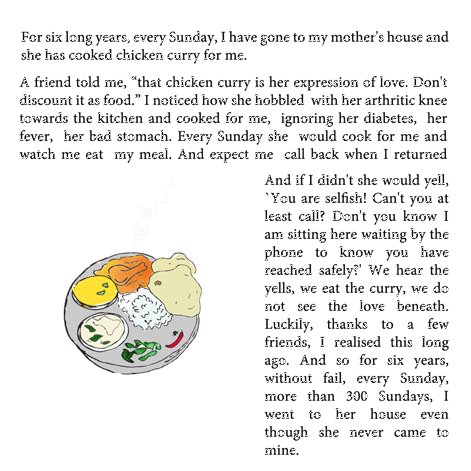 For six long years, every Sunday, I have gone to my mother's house and
she has cooked chicken curry for me.
A friend told me, “that chicken curry is her expression of love. Don't
discount it as food.” I noticed how she hobbled with her arthritic knee
towards the kitchen and cooked for me, ignoring her diabetes, her
fever, her bad stomach. Every Sunday she would cook for me and
watch me eat my meal. And expect me call back when I returned
And if I didn't she would yell,
`You are selfish! Can't you at
least call? Don't you know I
am sitting here waiting by the
phone to know you have
reached safely?' We hear the
yells, we eat the curry, we do
not see the love beneath.
Luckily, thanks to a few
friends, I realised this long
ago. And so for six years,
without fail, every Sunday,
more than 300 Sundays, I
went to her house even
though she never came to
mine.